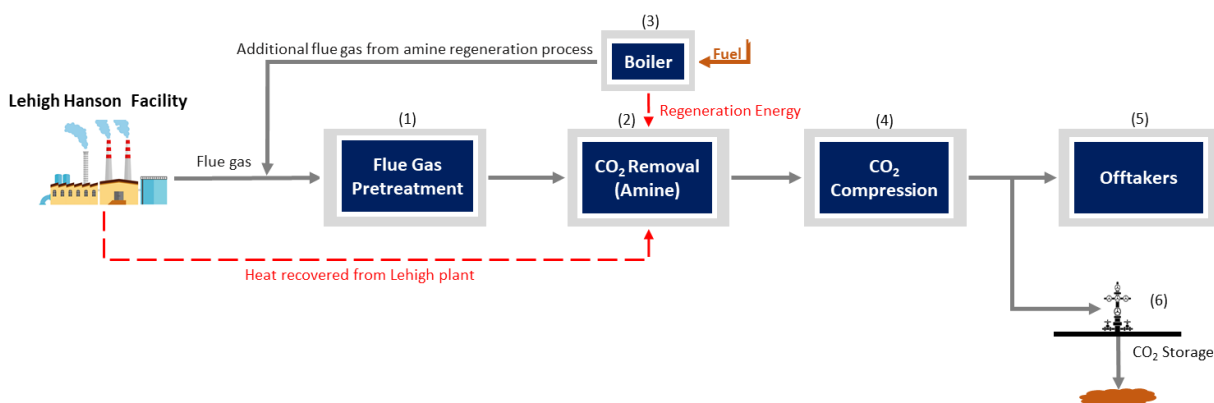 (3)
Additional flue gas from amine regeneration process
Boiler
Fuel
Lehigh Hanson Facility
Regeneration Energy
(1)
(2)
(4)
(5)
Flue gas
Flue Gas
Pretreatment
CO₂ Removal
(Amine)
CO₂
Compression
Offtakers
Heat recovered from Lehigh plant
(6)
CO₂ Storage